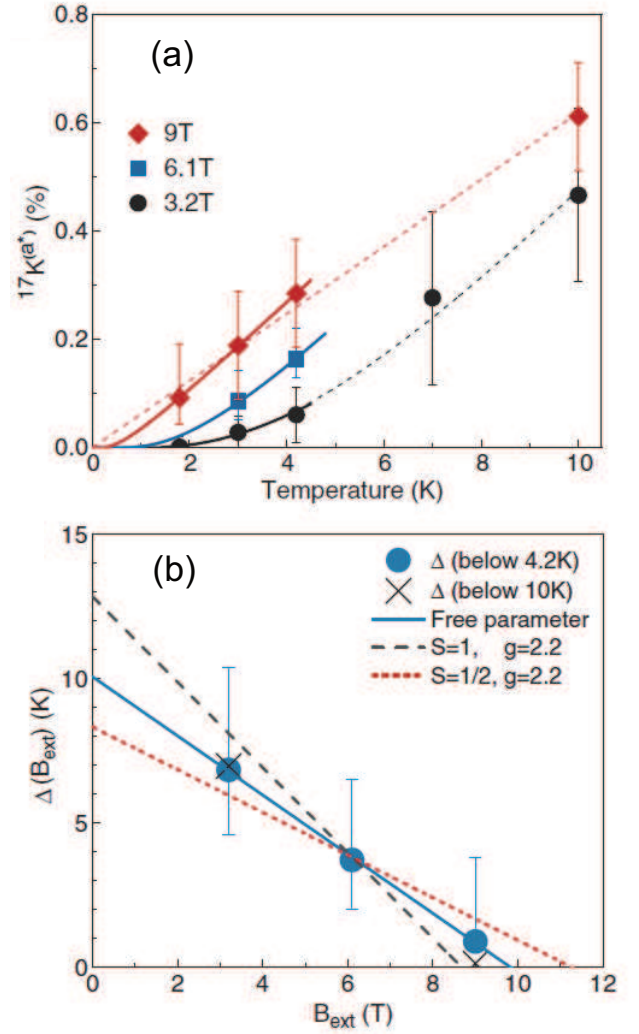 0.8
(a)
9T
6.1T
3.2T
0.6
0.4
0.2
0.0
17K(a*) (%)
0 2 4 6 8 10
Temperature (K)
15
(b)
Δ (below 4.2K)
Δ (below 10K)
Free parameter
S=1, g=2.2
S=1/2, g=2.2
10
5
0
Δ(Bext) (K)
0 2 4 6 8 10 12
Bext (T)